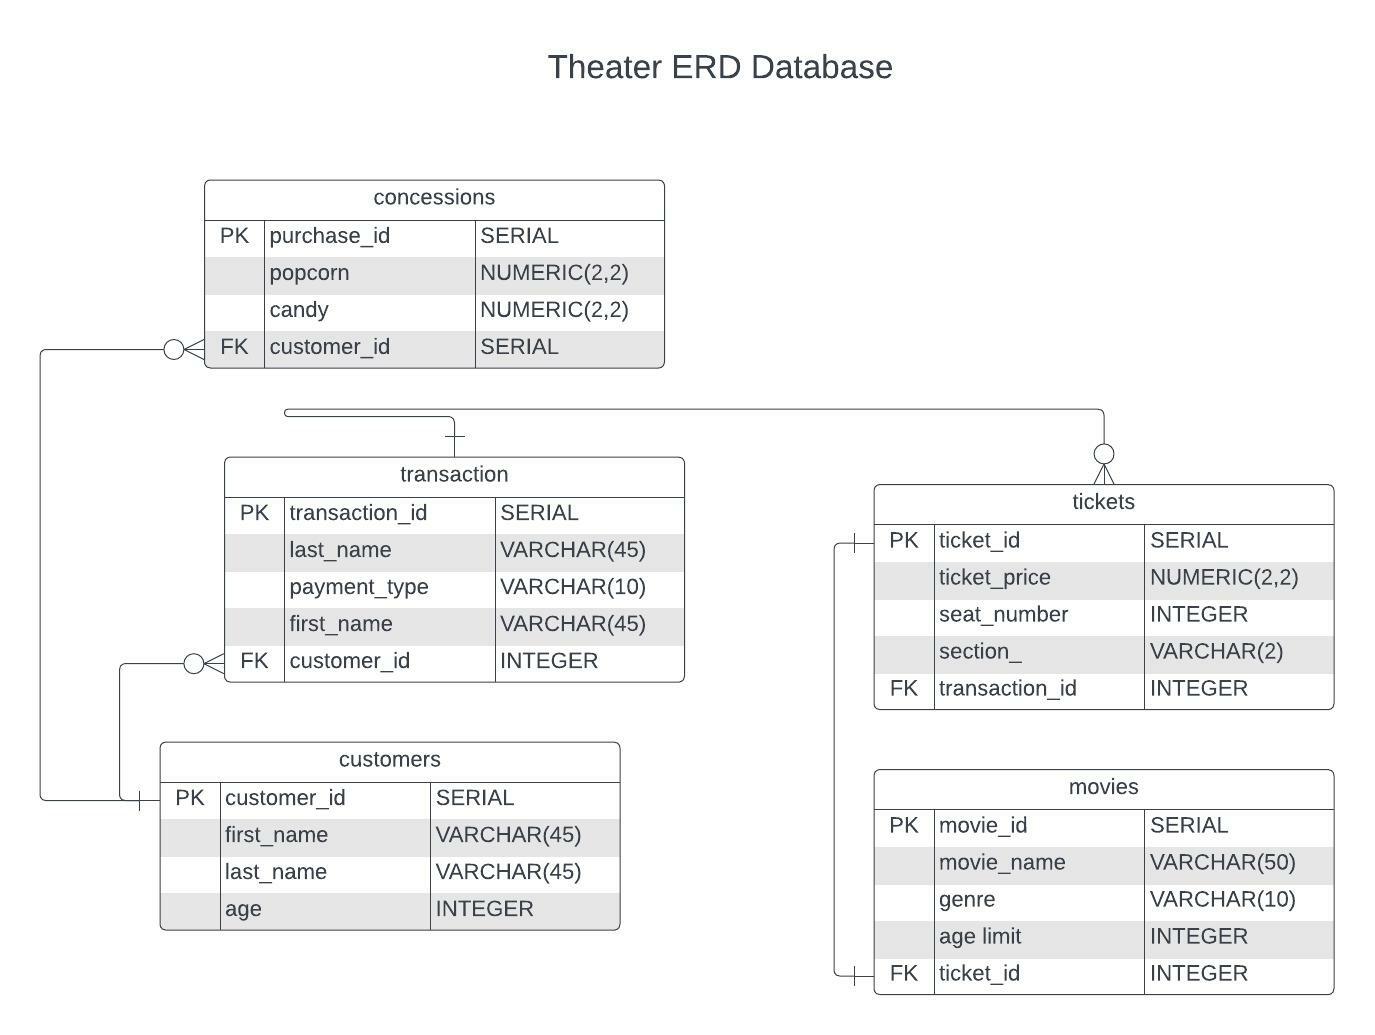 Theater ERD Database
concessions
PK purchase_id SERIAL
popcorn NUMERIC(2,2)
candy NUMERIC(2,2)
FK customer_id SERIAL
transaction
PK transaction_id SERIAL
last_name VARCHAR(45)
payment_type VARCHAR(10)
first_name VARCHAR(45)
FK customer_id INTEGER
customers
PK customer_id SERIAL
first_name VARCHAR(45)
last_name VARCHAR(45)
age INTEGER
tickets
PK ticket_id SERIAL
ticket_price NUMERIC(2,2)
seat_number INTEGER
section_ VARCHAR(2)
FK transaction_id INTEGER
movies
PK movie_id SERIAL
movie_name VARCHAR(50)
genre VARCHAR(10)
age limit INTEGER
FK ticket_id INTEGER